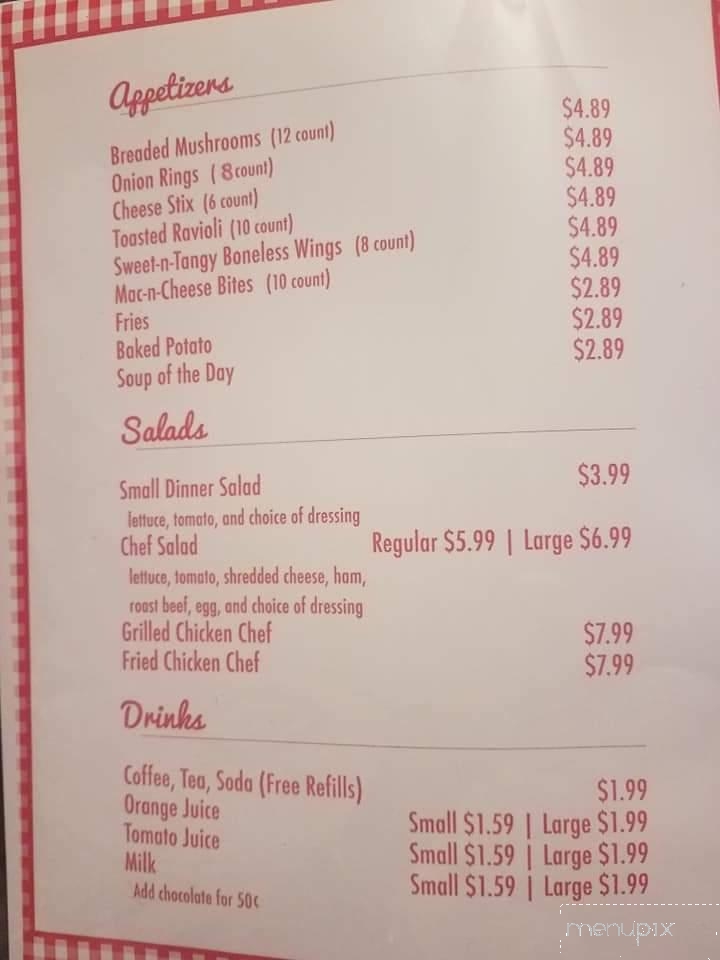 Appetizers
Breaded Mushrooms (12 count) $4.89
Onion Rings (8 count) $4.89
Cheese Stix (6 count) $4.89
Toasted Ravioli (10 count) $4.89
Sweet-n-Tangy Boneless Wings (8 count) $4.89
Mac-n-Cheese Bites (10 count) $4.89
Fries $2.89
Baked Potato $2.89
Soup of the Day $2.89
Salads
Small Dinner Salad $3.99
lettuce, tomato, and choice of dressing
Chef Salad Regular $5.99 | Large $6.99
lettuce, tomato, shredded cheese, ham,
roast beef, egg, and choice of dressing
Grilled Chicken Chef $7.99
Fried Chicken Chef $7.99
Drinks
Coffee, Tea, Soda (Free Refills) $1.99
Orange Juice Small $1.59 | Large $1.99
Tomato Juice Small $1.59 | Large $1.99
Milk Small $1.59 | Large $1.99
Add chocolate for 50¢
menupix